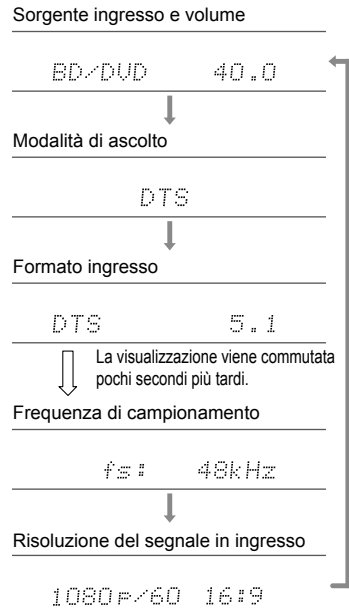 Sorgente ingresso e volume
BD/DVD 40.0
Modalità di ascolto
DTS
Formato ingresso
DTS 5.1
La visualizzazione viene commutata
pochi secondi più tardi.
Frequenza di campionamento
fs: 48kHz
Risoluzione del segnale in ingresso
1080p/60 16:9